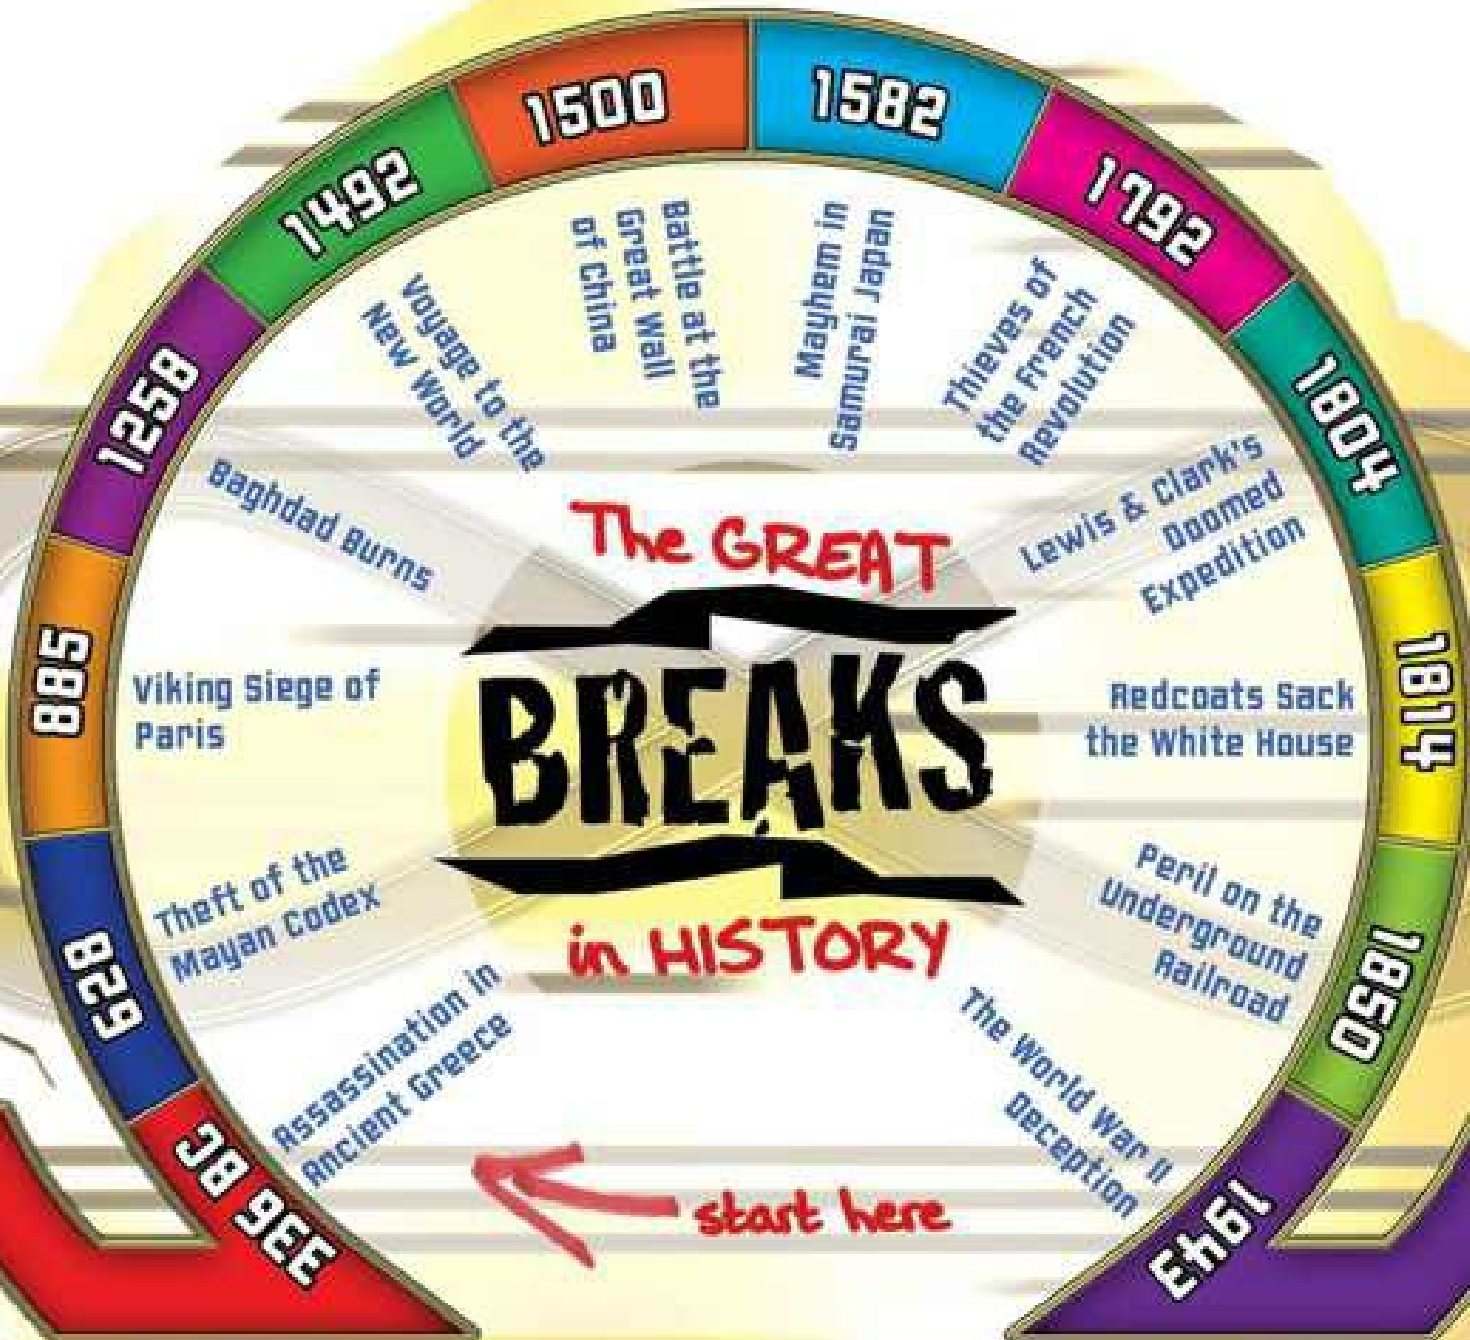 1500
1582
1492
1792
1258
1804
885
1814
629
1850
336 BC
1943
Battle at the
Great Wall
of China
Mayhem in
Samurai Japan
Voyage to the
New World
Thieves of
the French
Revolution
Baghdad Burns
Lewis & Clark's
Doomed
Expedition
Viking Siege of
Paris
Redcoats Sack
the White House
Theft of the
Mayan Codex
Peril on the
Underground
Railroad
Assassination in
Ancient Greece
The World War II
Deception
The GREAT
BREAKS
in HISTORY
start here